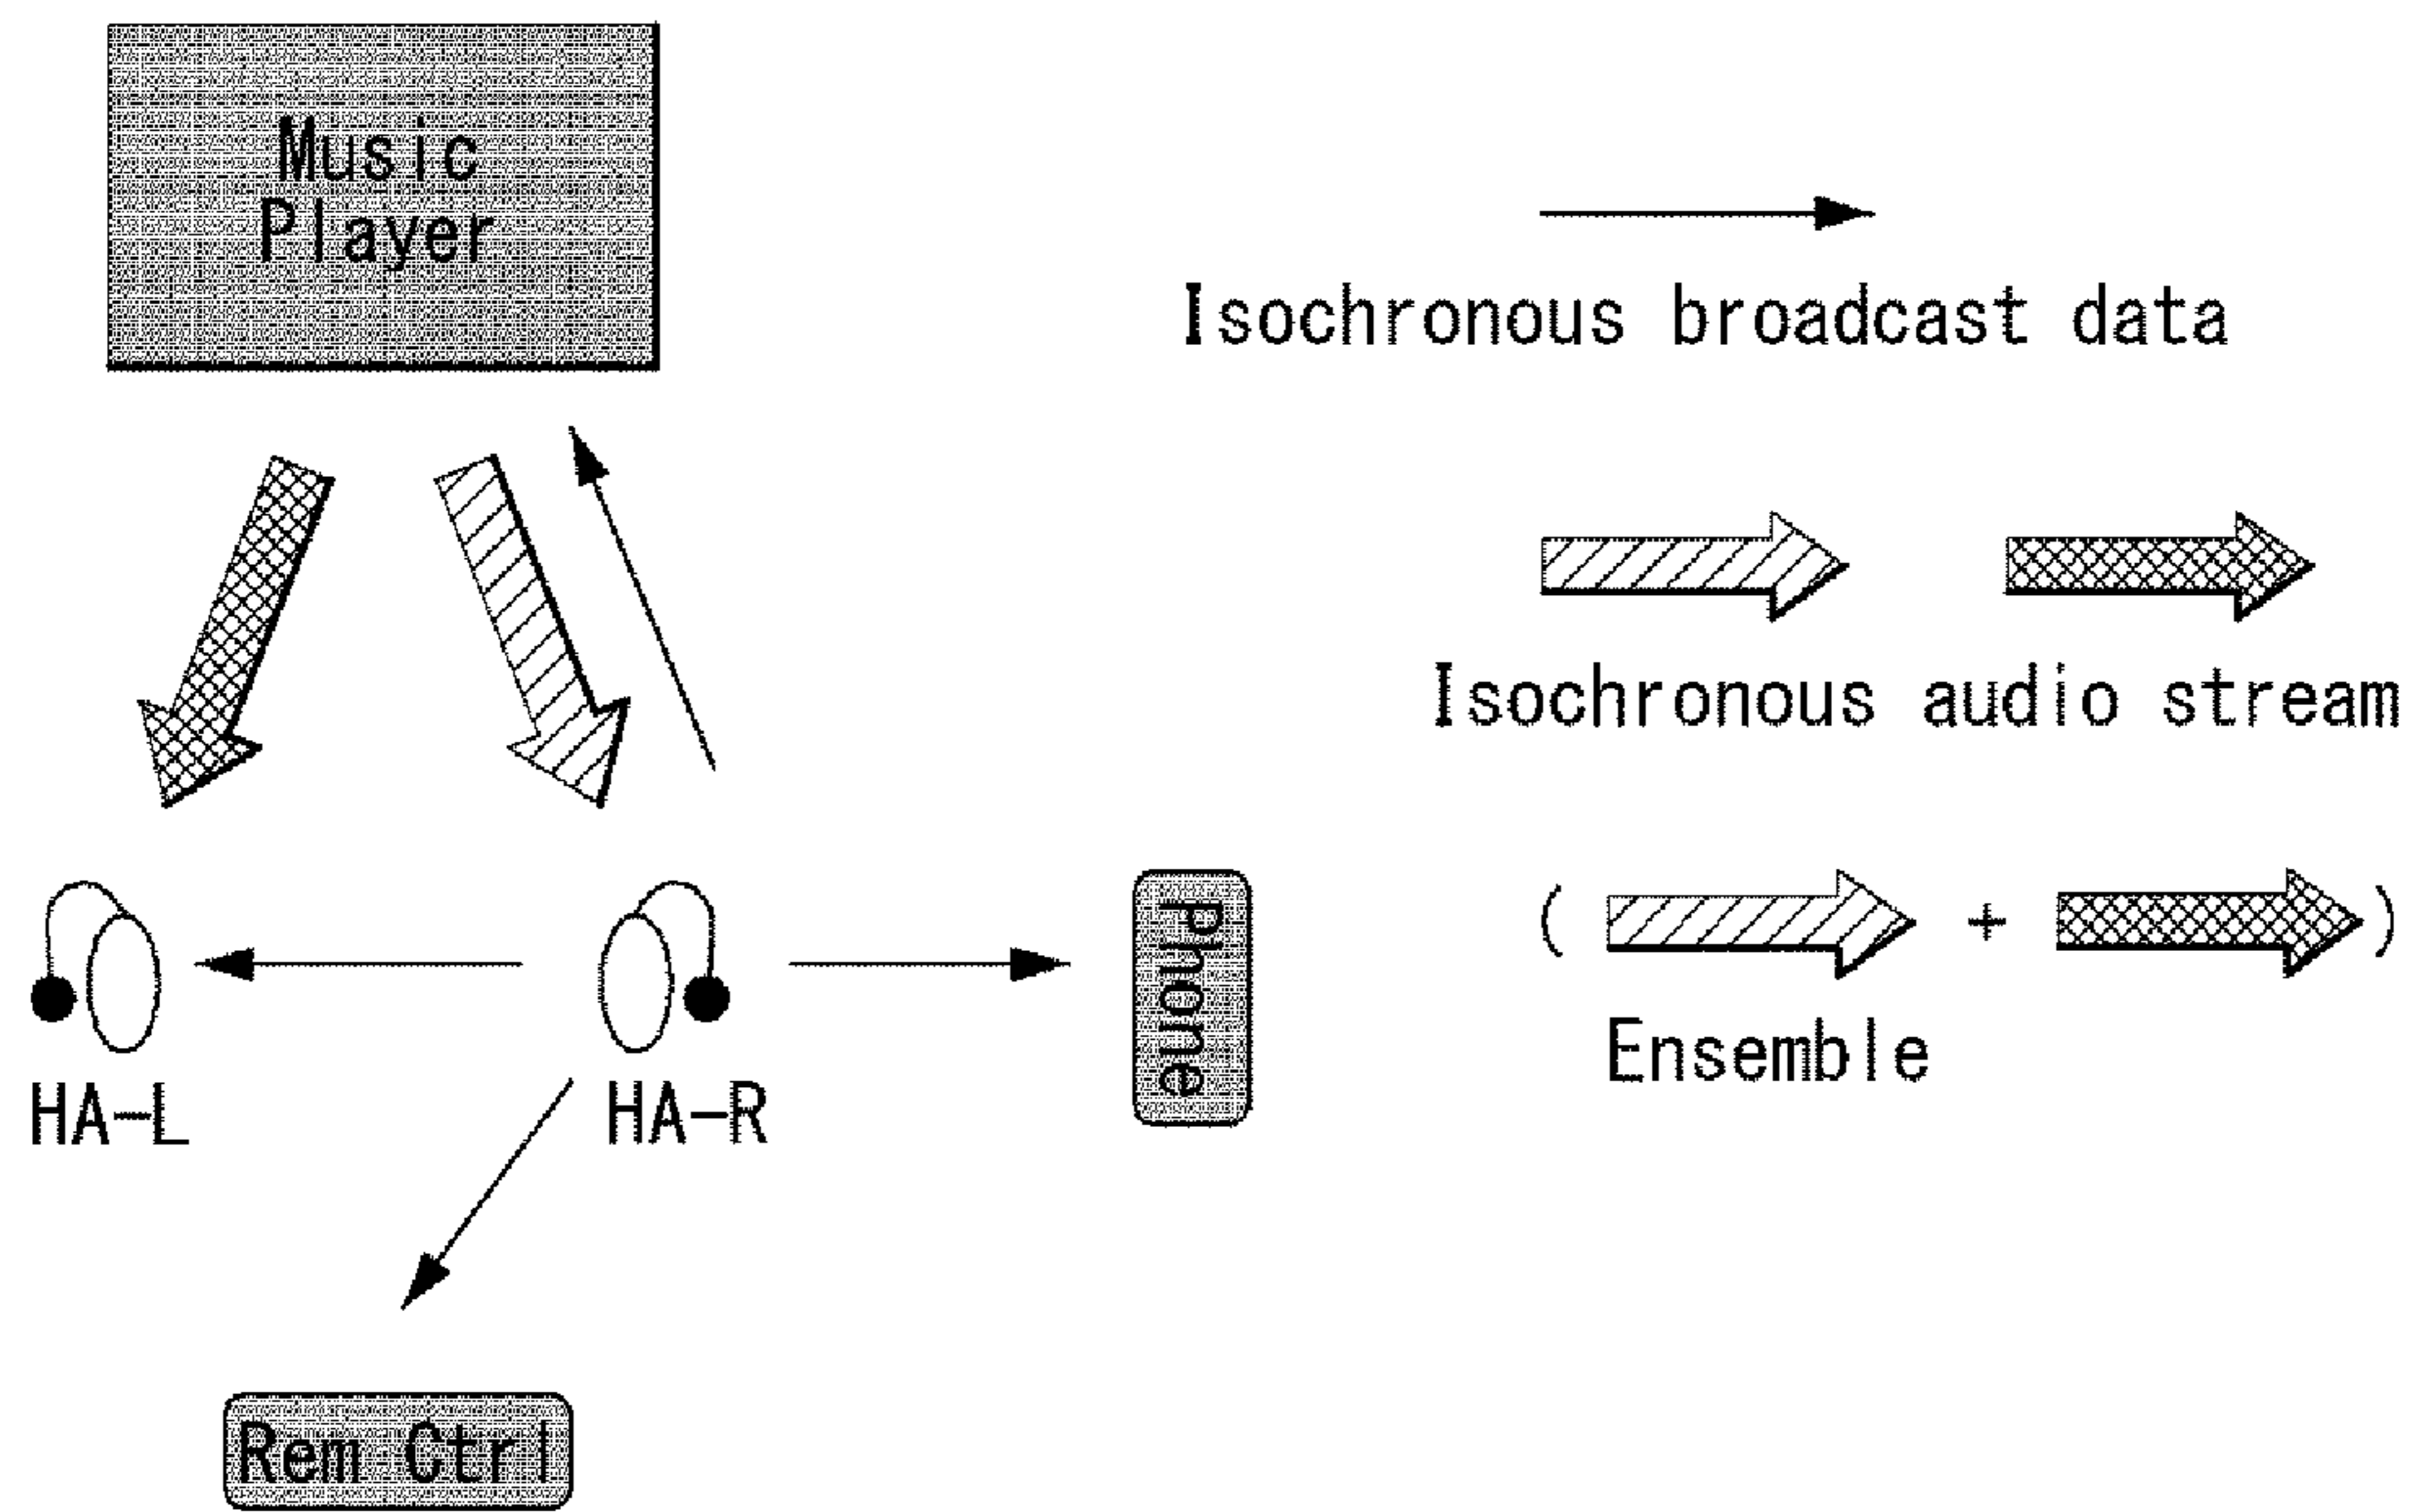 Music
Player
Isochronous broadcast data
Isochronous audio stream
( + )
Ensemble
Phone
HA-L
HA-R
Rem Ctrl